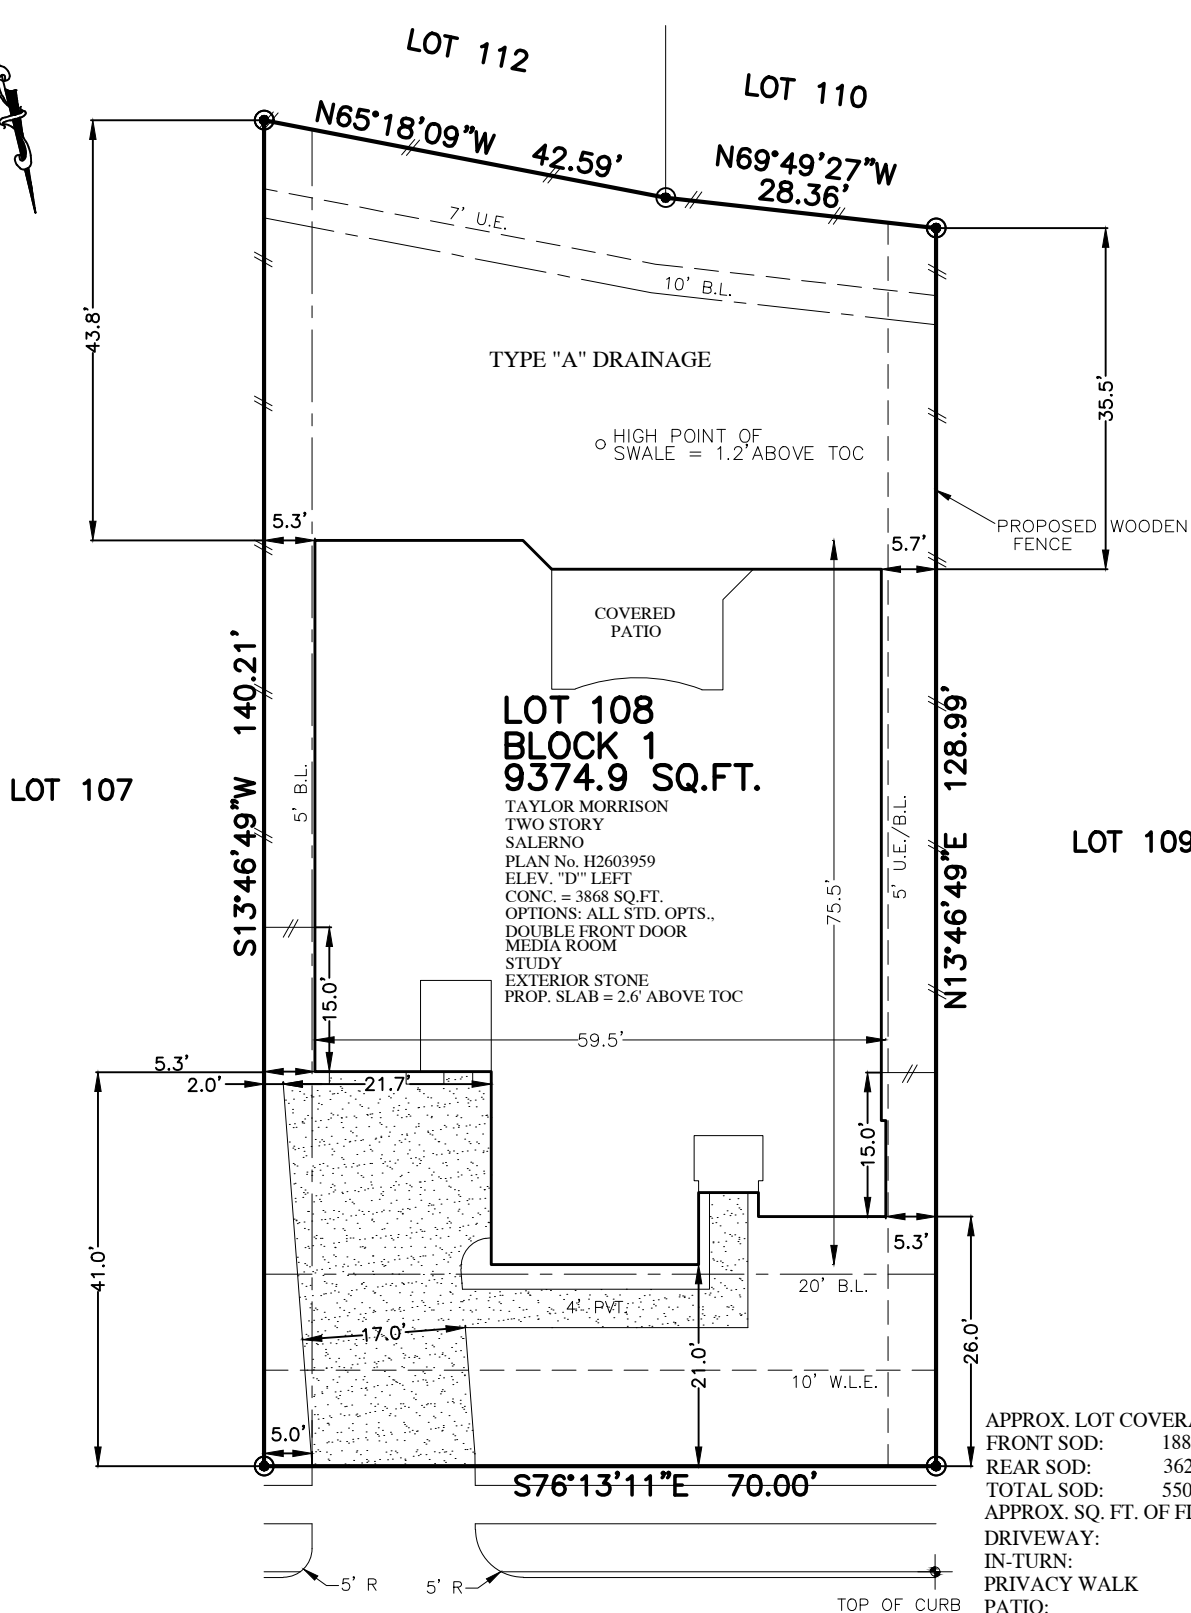 LOT 112
LOT 110
N65°18'09"W 42.59'
N69°49'27"W
28.36'
7' U.E.
10' B.L.
43.8'
35.5'
TYPE "A" DRAINAGE
HIGH POINT OF
SWALE = 1.2' ABOVE TOC
PROPOSED WOODEN
FENCE
5.3'
5.7'
COVERED
PATIO
S13°46'49"W 140.21'
N13°46'49"E 128.99'
LOT 107
LOT 109
5' B.L.
5' U.E./B.L.
75.5'
LOT 108
BLOCK 1
9374.9 SQ.FT.
TAYLOR MORRISON
TWO STORY
SALERNO
PLAN No. H2603959
ELEV. "D'" LEFT
CONC. = 3868 SQ.FT.
OPTIONS: ALL STD. OPTS.,
DOUBLE FRONT DOOR
MEDIA ROOM
STUDY
EXTERIOR STONE
PROP. SLAB = 2.6' ABOVE TOC
15.0'
59.5'
5.3'
2.0'
21.7'
15.0'
5.3'
41.0'
20' B.L.
4' PVT.
17.0'
21.0'
26.0'
10' W.L.E.
5.0'
S76°13'11"E 70.00'
5' R
5' R
TOP OF CURB
APPROX. LOT COVERA
FRONT SOD: 188
REAR SOD: 362
TOTAL SOD: 550
APPROX. SQ. FT. OF
DRIVEWAY:
IN-TURN:
PRIVACY WALK
PATIO: